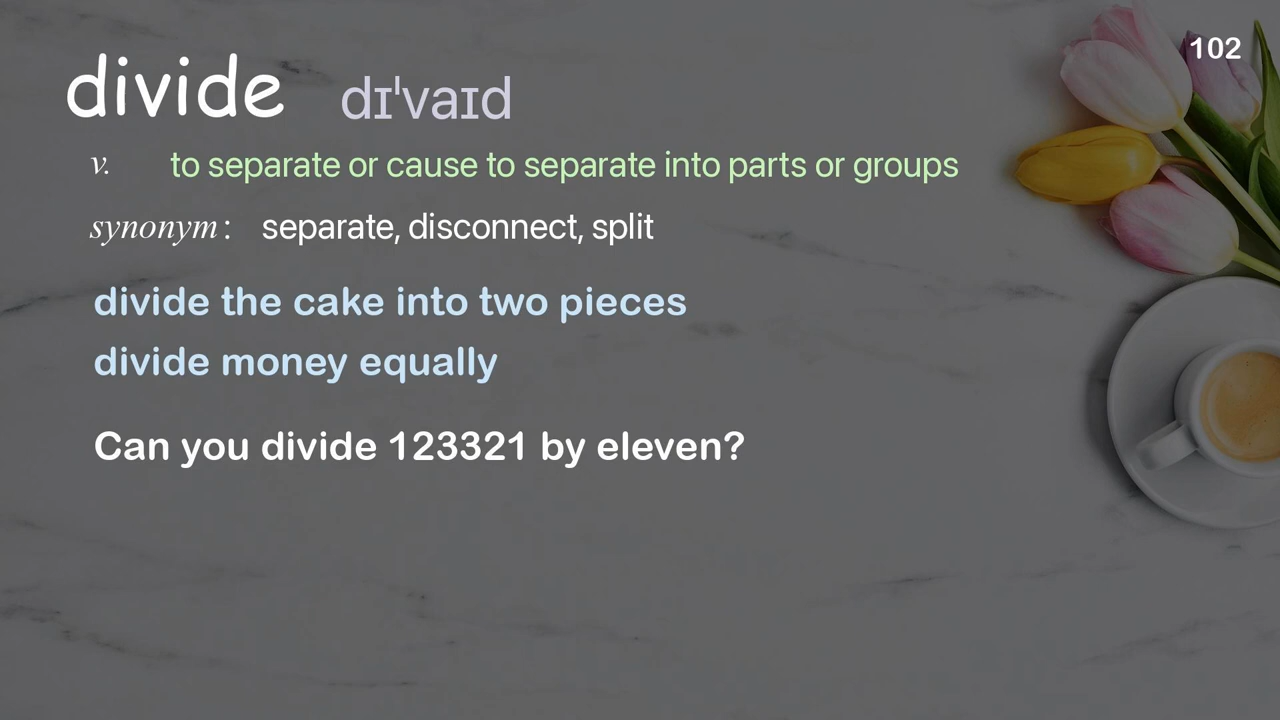 102
divide dɪˈvaɪd
v. to separate or cause to separate into parts or groups
synonym: separate, disconnect, split
divide the cake into two pieces
divide money equally
Can you divide 123321 by eleven?